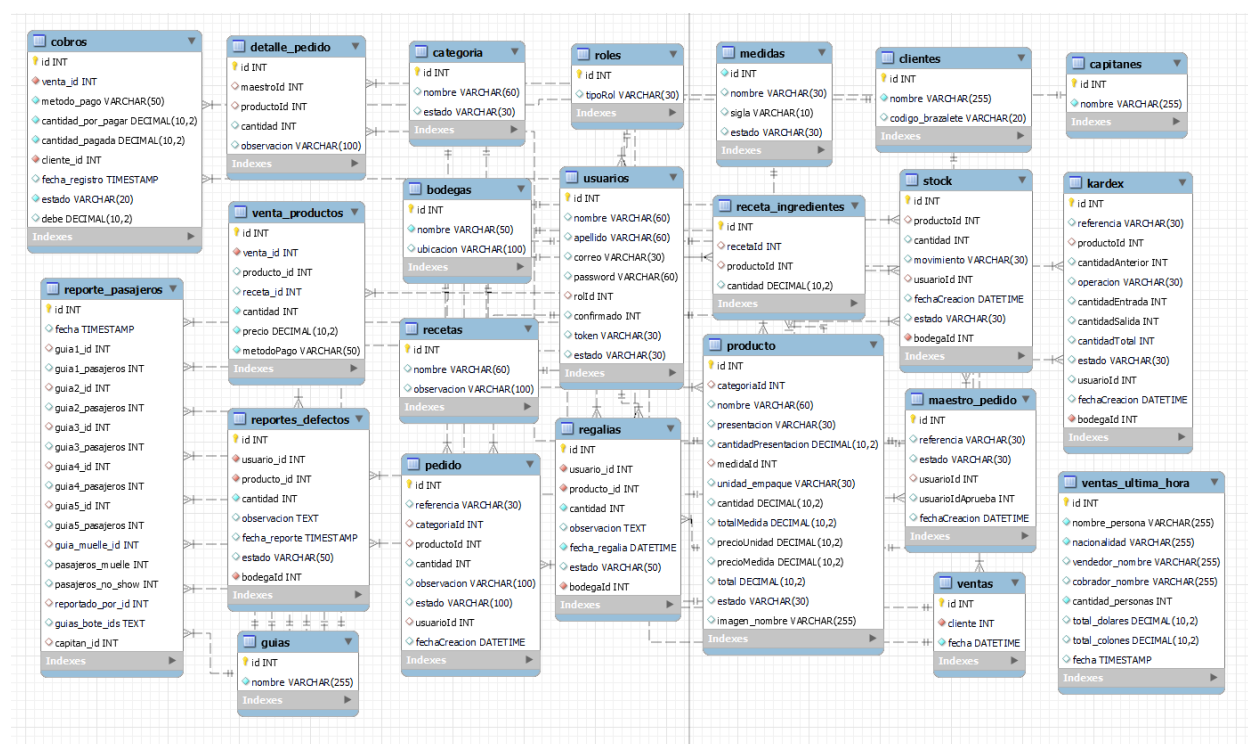 cobros
id INT
venta_id INT
metodo_pago VARCHAR(50)
cantidad_por_pagar DECIMAL(10,2)
cantidad_pagada DECIMAL(10,2)
cliente_id INT
fecha_registro TIMESTAMP
estado VARCHAR(20)
debe DECIMAL(10,2)
Indexes
detalle_pedido
id INT
maestroId INT
productoId INT
cantidad INT
observacion VARCHAR(100)
Indexes
categoria
id INT
nombre VARCHAR(60)
estado VARCHAR(30)
Indexes
roles
id INT
tipoRol VARCHAR(30)
Indexes
medidas
id INT
nombre VARCHAR(30)
sigla VARCHAR(10)
estado VARCHAR(30)
Indexes
clientes
id INT
nombre VARCHAR(255)
codigo_brazalete VARCHAR(20)
Indexes
capitanes
id INT
nombre VARCHAR(255)
Indexes
venta_productos
id INT
venta_id INT
producto_id INT
receta_id INT
cantidad INT
precio DECIMAL(10,2)
metodoPago VARCHAR(50)
Indexes
bodegas
id INT
nombre VARCHAR(50)
ubicacion VARCHAR(100)
Indexes
usuarios
id INT
nombre VARCHAR(60)
apellido VARCHAR(60)
correo VARCHAR(30)
password VARCHAR(60)
rolId INT
confirmado INT
token VARCHAR(30)
estado VARCHAR(30)
Indexes
receta_ingredientes
id INT
recetaId INT
productoId INT
cantidad DECIMAL(10,2)
Indexes
stock
id INT
productoId INT
cantidad INT
movimiento VARCHAR(30)
usuarioId INT
fechaCreacion DATETIME
estado VARCHAR(30)
bodegaId INT
Indexes
kardex
id INT
referencia VARCHAR(30)
productoId INT
cantidadAnterior INT
operacion VARCHAR(30)
cantidadEntrada INT
cantidadSalida INT
cantidadTotal INT
estado VARCHAR(30)
usuarioId INT
fechaCreacion DATETIME
bodegaId INT
Indexes
reporte_pasajeros
id INT
fecha TIMESTAMP
guia1_id INT
guia1_pasajeros INT
guia2_id INT
guia2_pasajeros INT
guia3_id INT
guia3_pasajeros INT
guia4_id INT
guia4_pasajeros INT
guia5_id INT
guia5_pasajeros INT
guia_muelle_id INT
pasajeros_muelle INT
pasajeros_no_show INT
reportado_por_id INT
guias_bote_ids TEXT
capitan_id INT
Indexes
recetas
id INT
nombre VARCHAR(60)
observacion VARCHAR(100)
Indexes
producto
id INT
categoriaId INT
nombre VARCHAR(60)
presentacion VARCHAR(30)
cantidadPresentacion DECIMAL(10,2)
medidaId INT
unidad_empaque VARCHAR(30)
cantidad DECIMAL(10,2)
totalMedida DECIMAL(10,2)
precioUnidad DECIMAL(10,2)
precioMedida DECIMAL(10,2)
total DECIMAL(10,2)
estado VARCHAR(30)
imagen_nombre VARCHAR(255)
Indexes
reportes_defectos
id INT
usuario_id INT
producto_id INT
cantidad INT
observacion TEXT
fecha_reporte TIMESTAMP
estado VARCHAR(50)
bodegaId INT
Indexes
pedido
id INT
referencia VARCHAR(30)
categoriaId INT
productoId INT
cantidad INT
observacion VARCHAR(100)
estado VARCHAR(100)
usuarioId INT
fechaCreacion DATETIME
Indexes
regalias
id INT
usuario_id INT
producto_id INT
cantidad INT
observacion TEXT
fecha_regalia DATETIME
estado VARCHAR(50)
bodegaId INT
Indexes
maestro_pedido
id INT
referencia VARCHAR(30)
estado VARCHAR(30)
usuarioId INT
usuarioIdAprueba INT
fechaCreacion DATETIME
Indexes
ventas_ultima_hora
id INT
nombre_persona VARCHAR(255)
nacionalidad VARCHAR(255)
vendedor_nombre VARCHAR(255)
cobrador_nombre VARCHAR(255)
cantidad_personas INT
total_dolares DECIMAL(10,2)
total_colones DECIMAL(10,2)
fecha TIMESTAMP
Indexes
ventas
id INT
cliente INT
fecha DATETIME
Indexes
guias
id INT
nombre VARCHAR(255)
Indexes